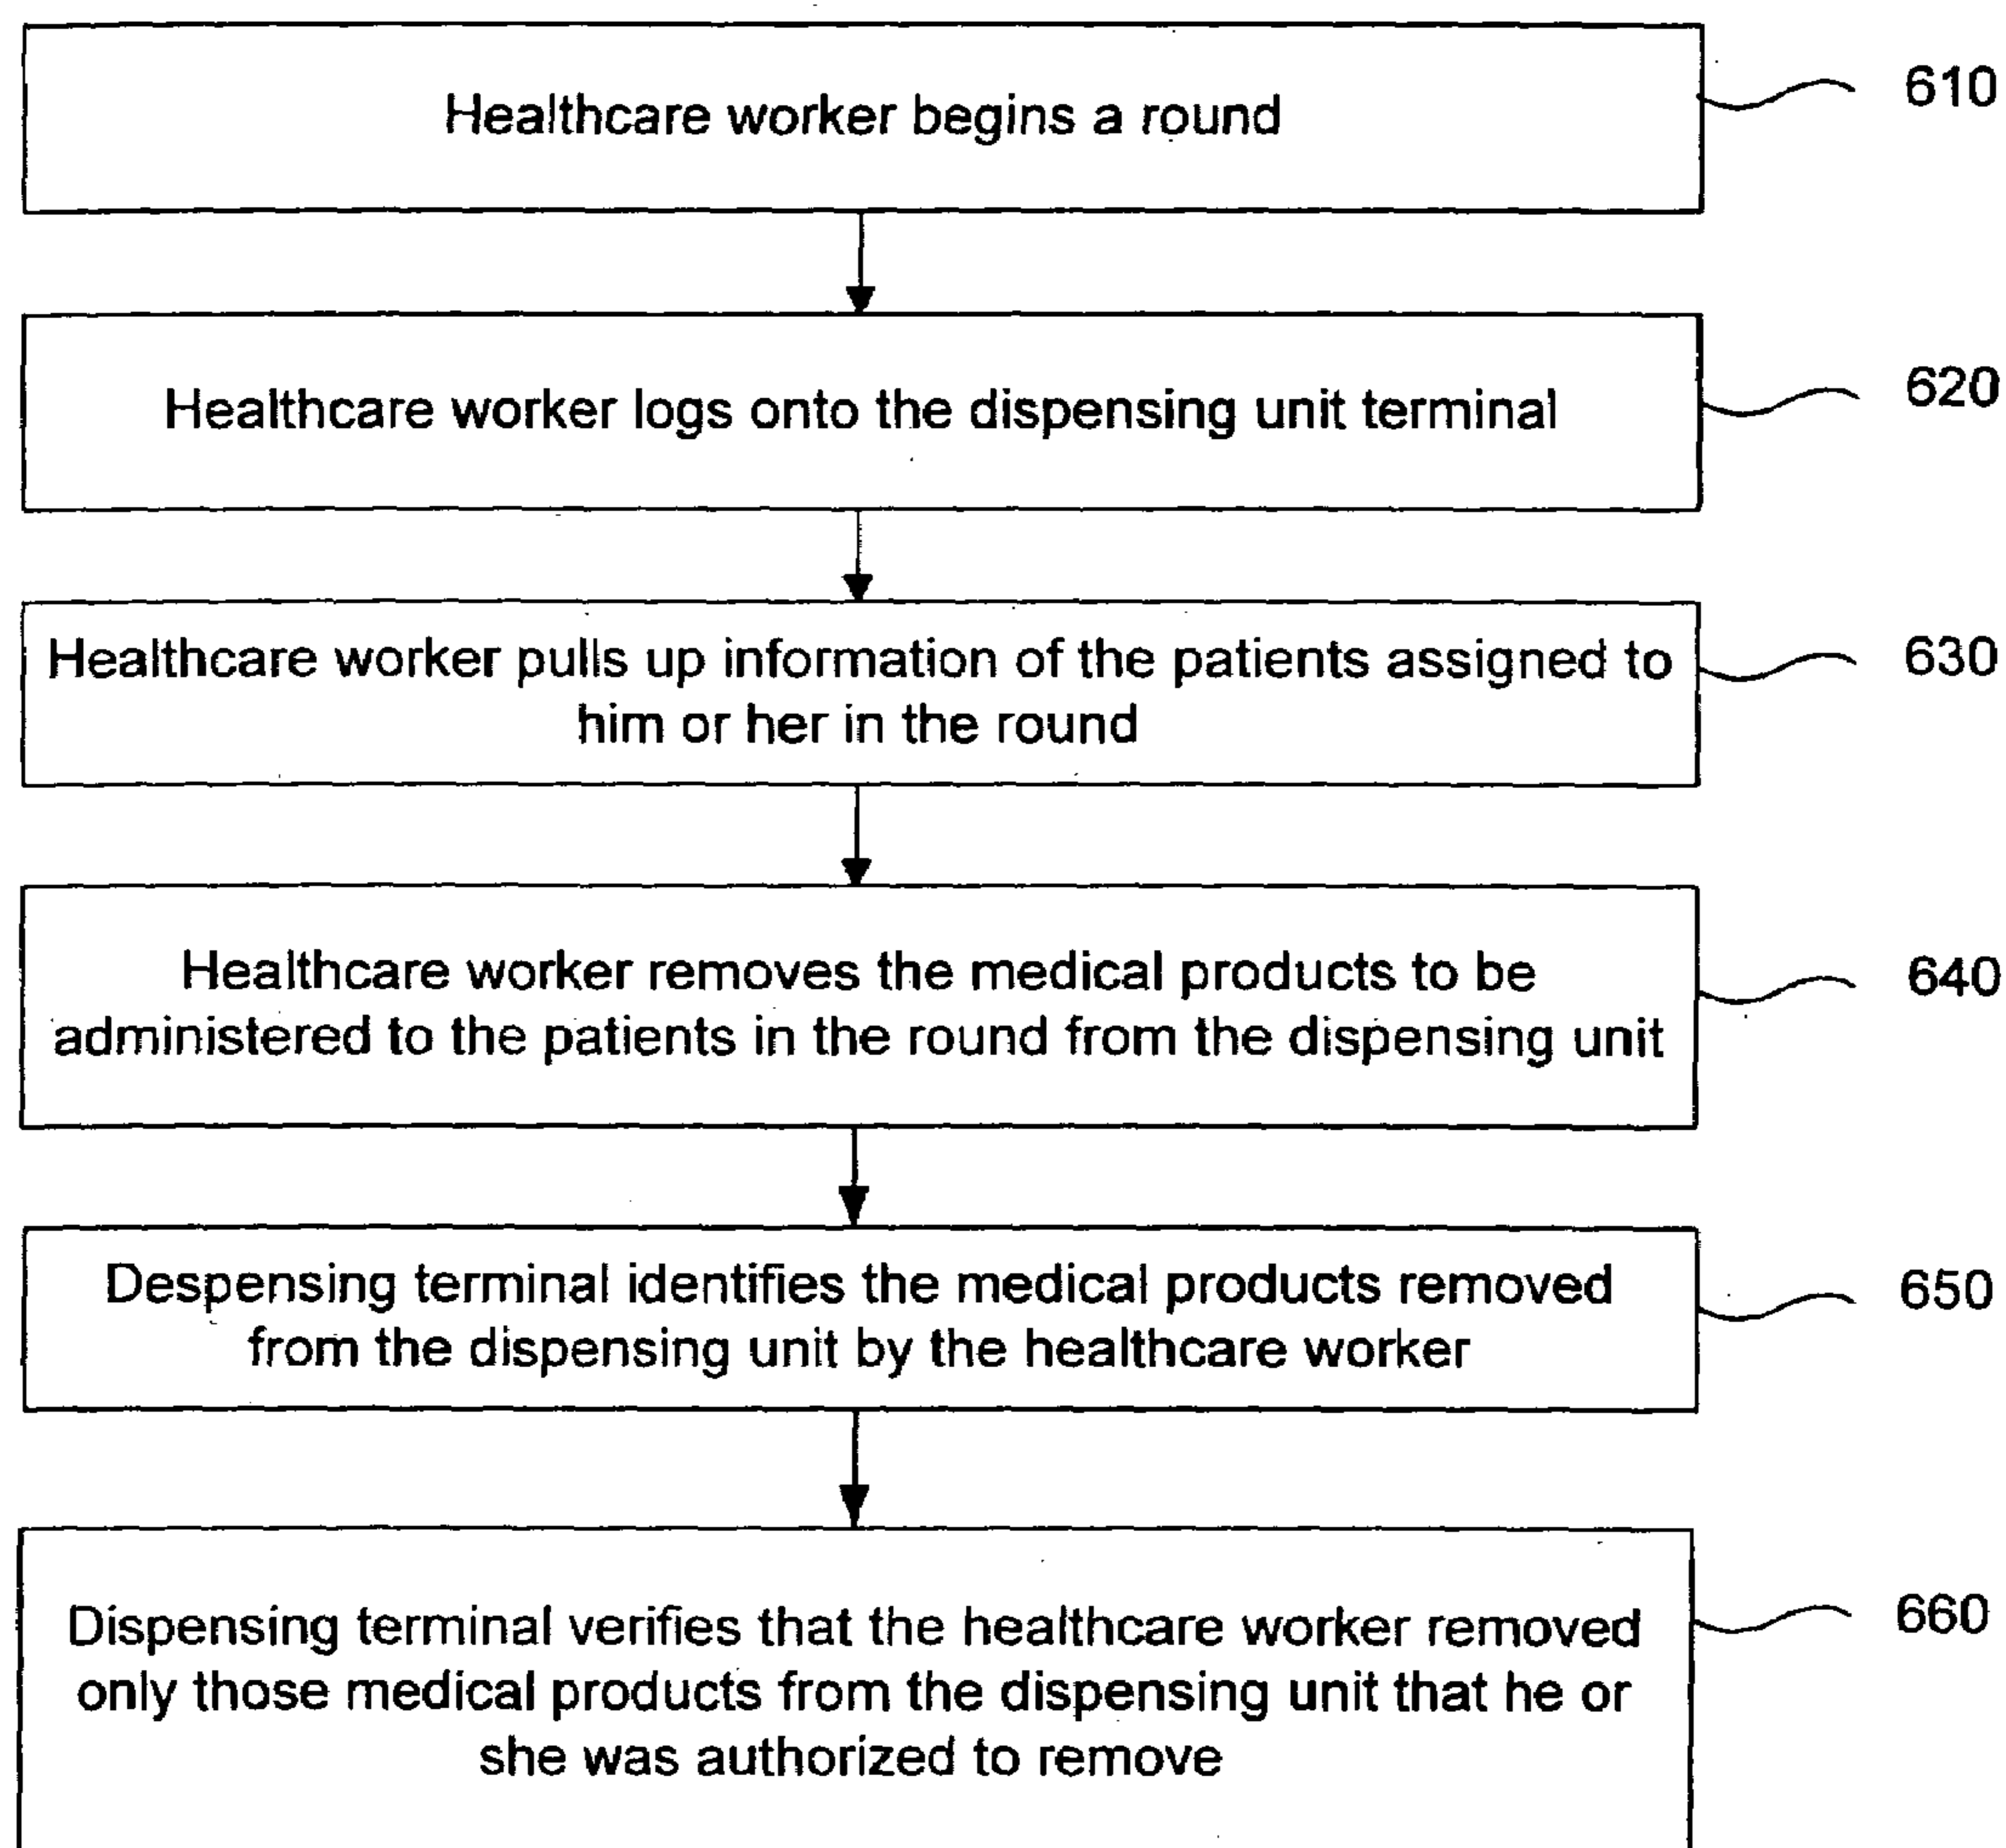 Healthcare worker begins a round
610
Healthcare worker logs onto the dispensing unit terminal
620
Healthcare worker pulls up information of the patients assigned to
him or her in the round
630
Healthcare worker removes the medical products to be
administered to the patients in the round from the dispensing unit
640
Despensing terminal identifies the medical products removed
from the dispensing unit by the healthcare worker
650
Dispensing terminal verifies that the healthcare worker removed
only those medical products from the dispensing unit that he or
she was authorized to remove
660